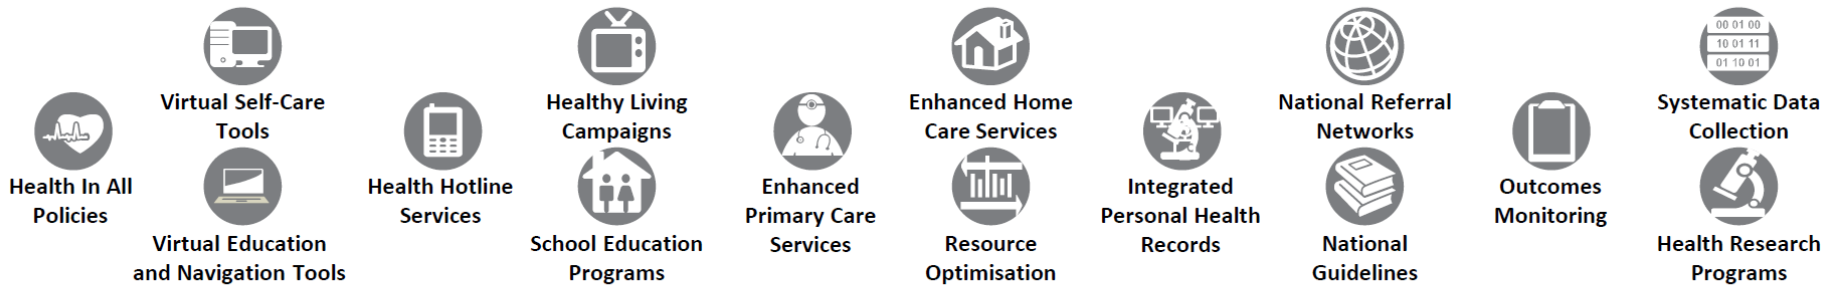 Virtual Self-Care
Tools
Healthy Living
Campaigns
Enhanced Home
Care Services
National Referral
Networks
00 01 00
10 01 11
01 10 01
Systematic Data
Collection
Health In All
Policies
Health Hotline
Services
Enhanced
Primary Care
Services
Integrated
Personal Health
Records
Outcomes
Monitoring
Virtual Education
and Navigation Tools
School Education
Programs
Resource
Optimisation
National
Guidelines
Health Research
Programs